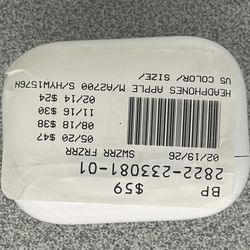 BP $59
2822-233081-01
02/19/26 SWZRR FRZRR
05/20 $47
08/18 $38
11/16 $30
02/14 $24
HEADPHONES APPLE M/A2700 S/HYW1576N
US COLOR/ SIZE/